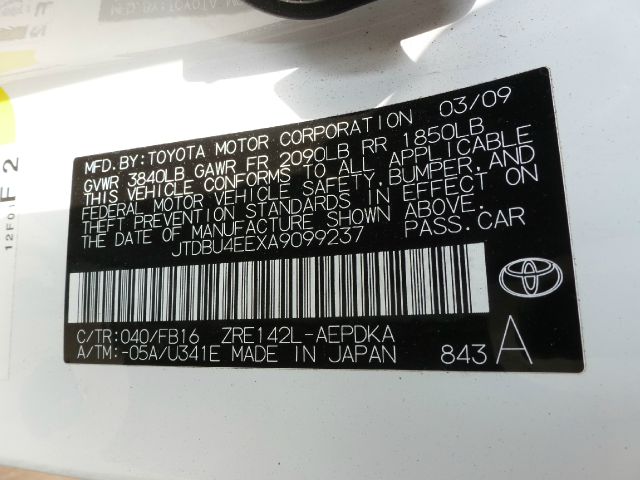 MFD.BY:TOYOTA MOTOR CORPORATION 03/09
GVWR 3840LB GAWR FR 2090LB RR 1850LB
THIS VEHICLE CONFORMS TO ALL APPLICABLE
FEDERAL MOTOR VEHICLE SAFETY,BUMPER,AND
THEFT PREVENTION STANDARDS IN EFFECT ON
THE DATE OF MANUFACTURE SHOWN ABOVE.
JTDBU4EEXA9099237 PASS.CAR
C/TR:040/FB16 ZRE142L-AEPDKA
A/TM:-05A/U341E MADE IN JAPAN 843 A
F 2
12F01